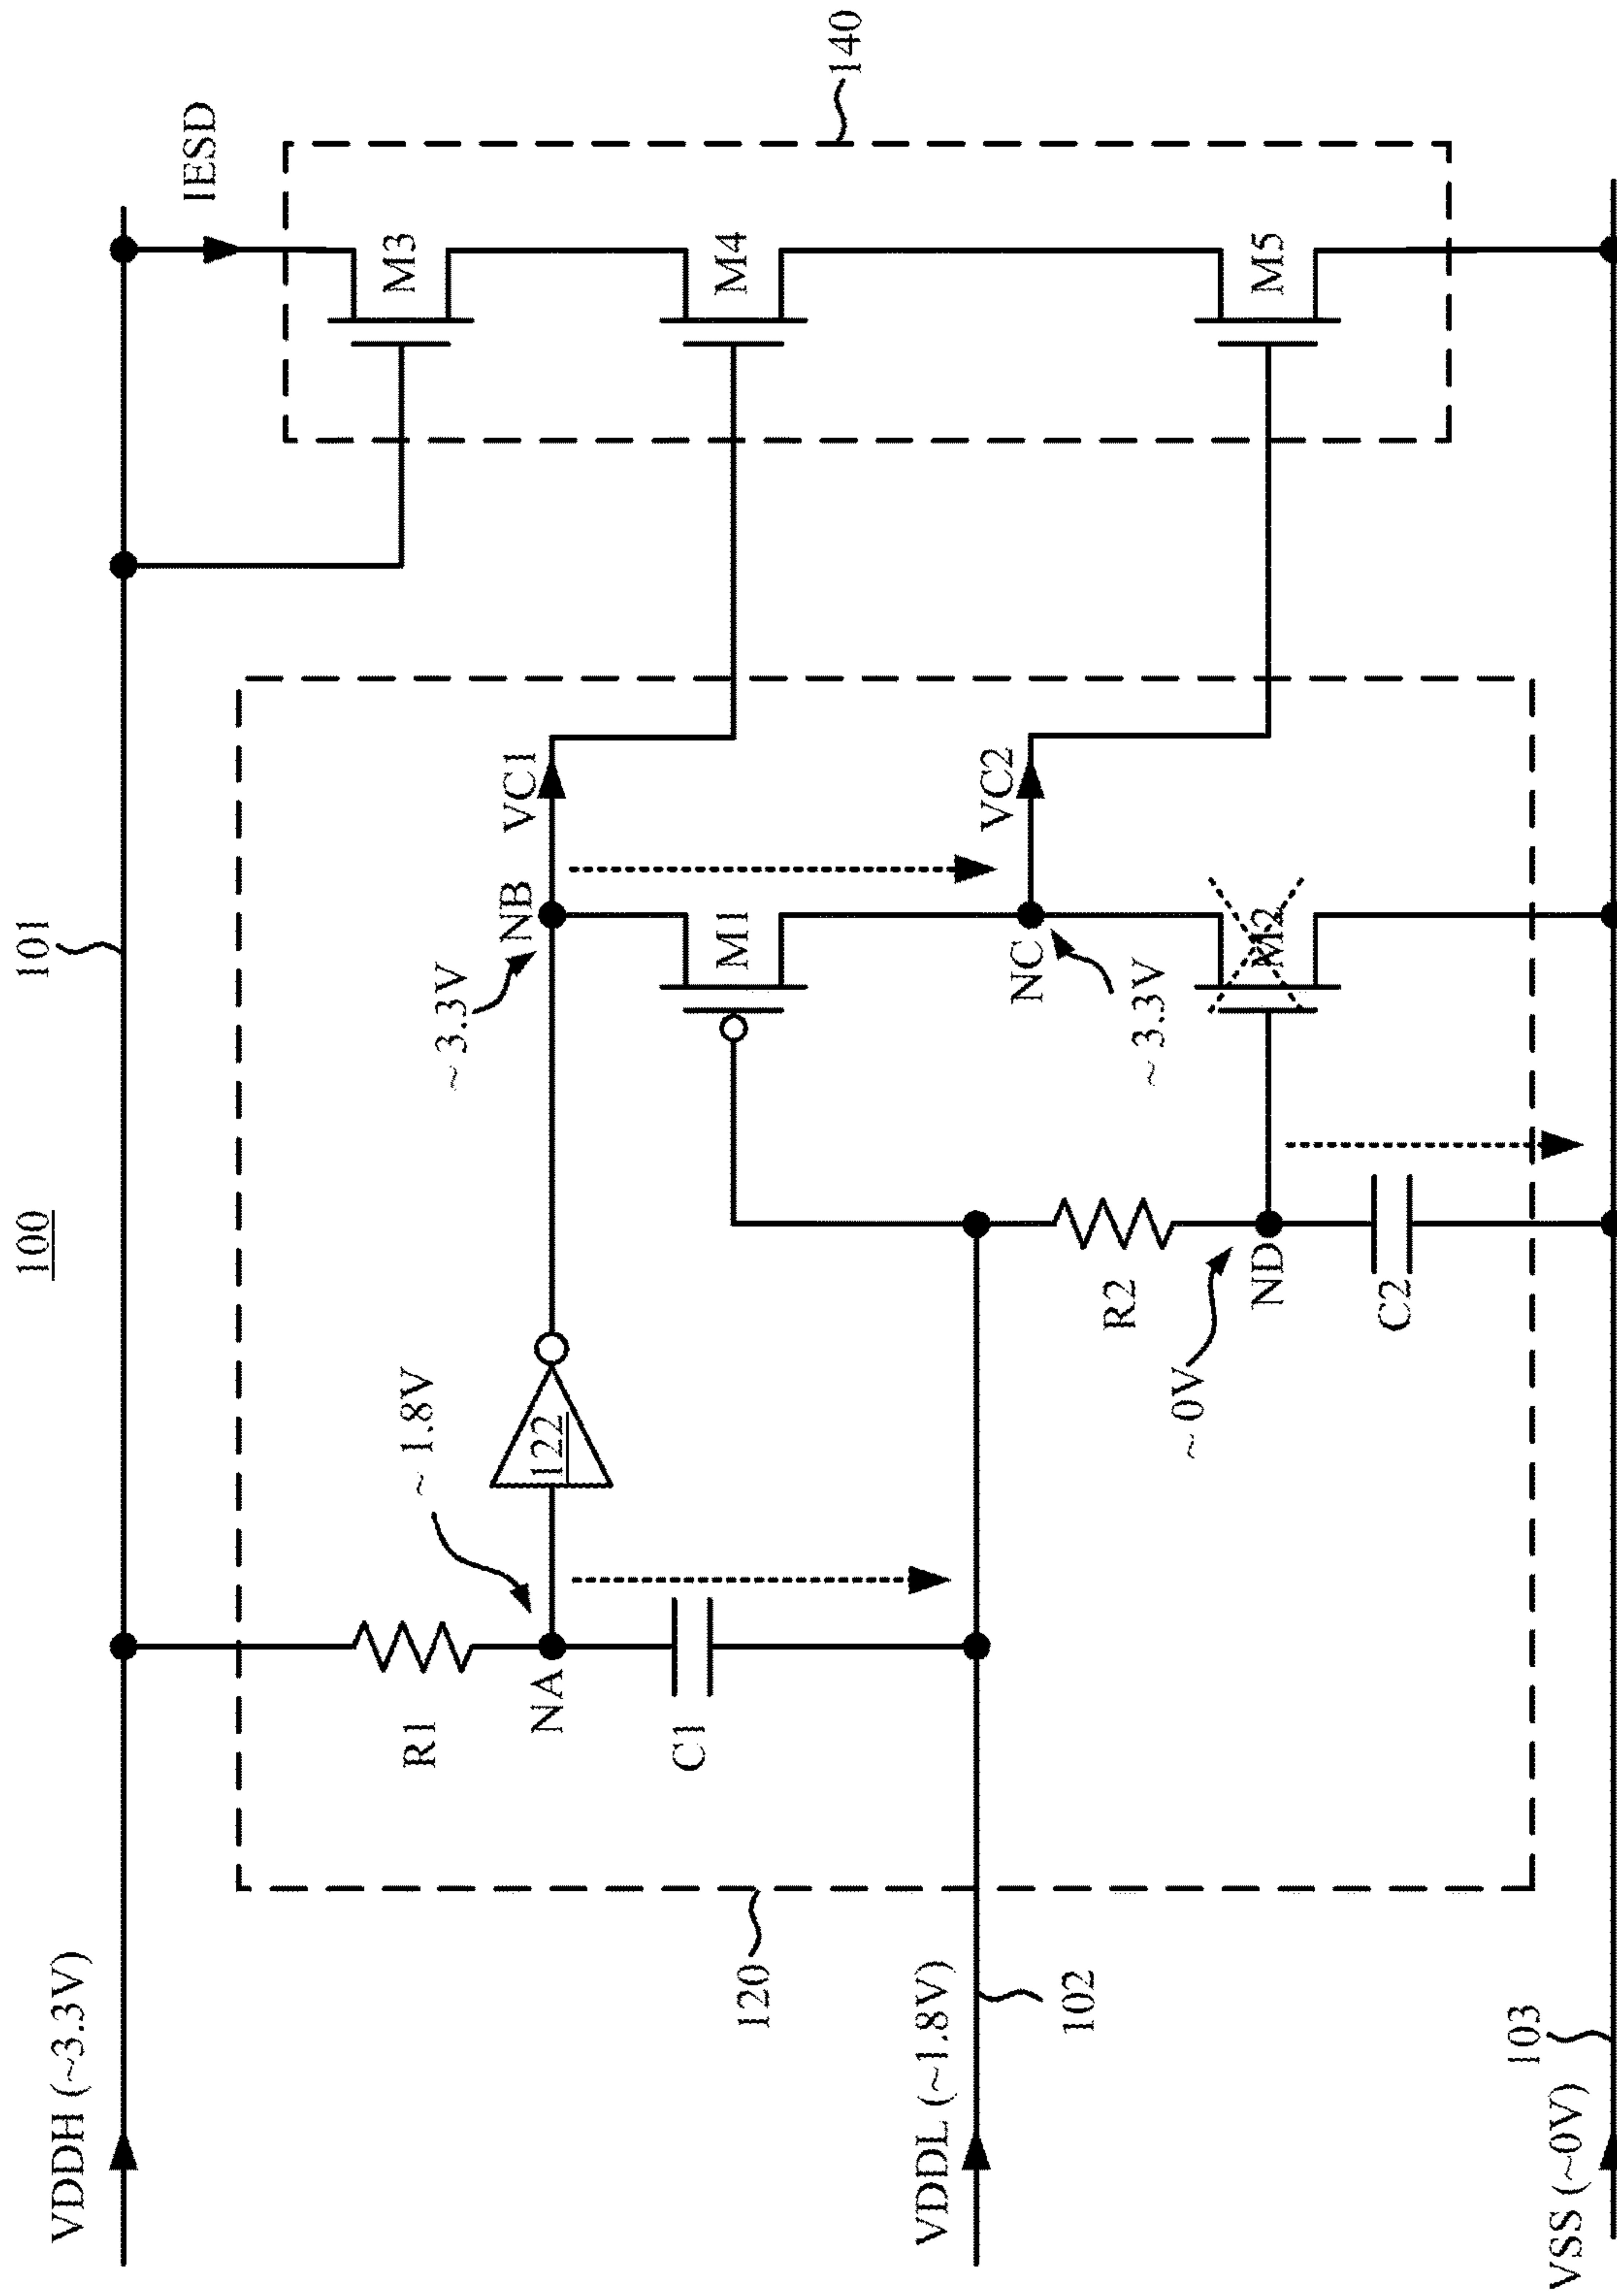 100
101
VDDH (~3.3V)
IESD
R1
~ 1.8V
~ 3.3V
M3
NA
122
NB
VC1
140
C1
M1
M4
120
VDDL (~1.8V)
102
VC2
NC
R2
~ 3.3V
~ 0V
ND
M2
M5
C2
103
VSS (~0V)